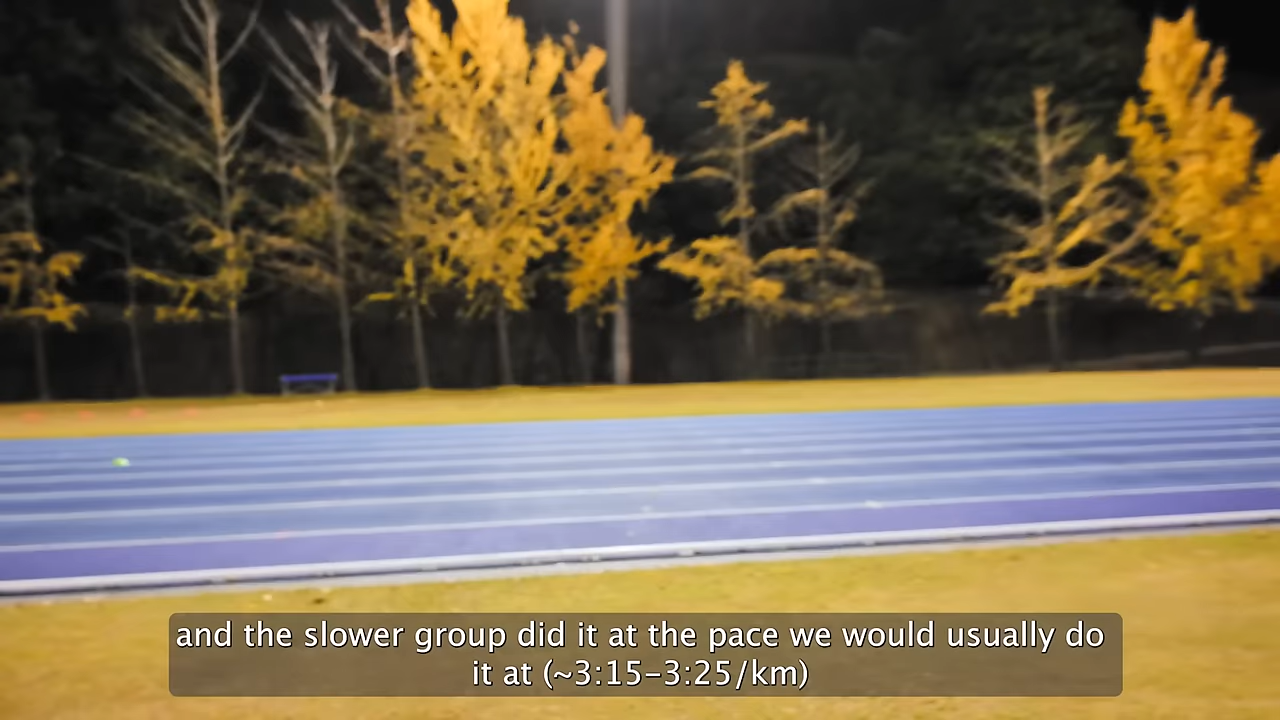 and the slower group did it at the pace we would usually do
it at (~3:15-3:25/km)